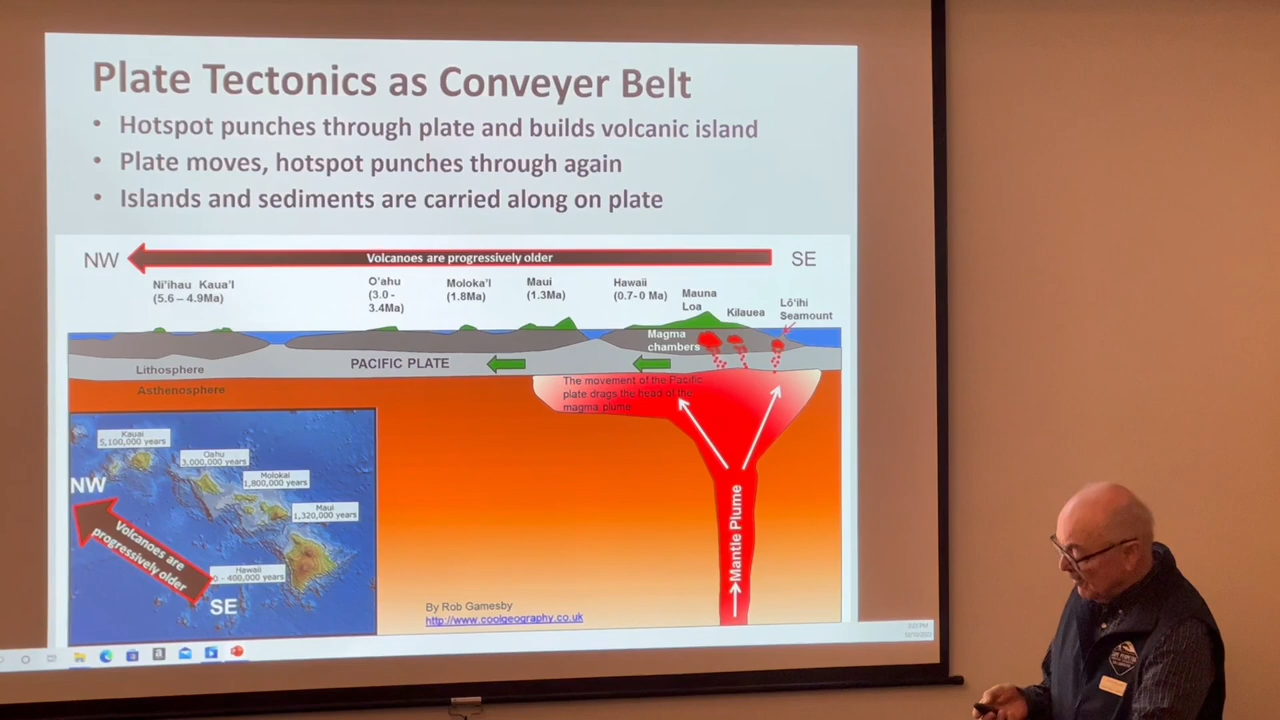 Plate Tectonics as Conveyer Belt
• Hotspot punches through plate and builds volcanic island
• Plate moves, hotspot punches through again
• Islands and sediments are carried along on plate
NW
Volcanoes are progressively older
SE
Ni'ihau Kaua'I
(5.6 – 4.9Ma)
O'ahu
(3.0 -
3.4Ma)
Moloka'I
(1.8Ma)
Maui
(1.3Ma)
Hawaii
(0.7- 0 Ma)
Mauna
Loa
Kilauea
Lō'ihi
Seamount
Magma
chambers
PACIFIC PLATE
Lithosphere
Asthenosphere
The movement of the Pacific
plate drags the head of the
magma plume
Mantle Plume
Kauai
5,100,000 years
Oahu
3,000,000 years
Molokai
1,800,000 years
Maui
1,320,000 years
Hawaii
0 - 400,000 years
NW
Volcanoes are
progressively older
SE
By Rob Gamesby
http://www.coolgeography.co.uk